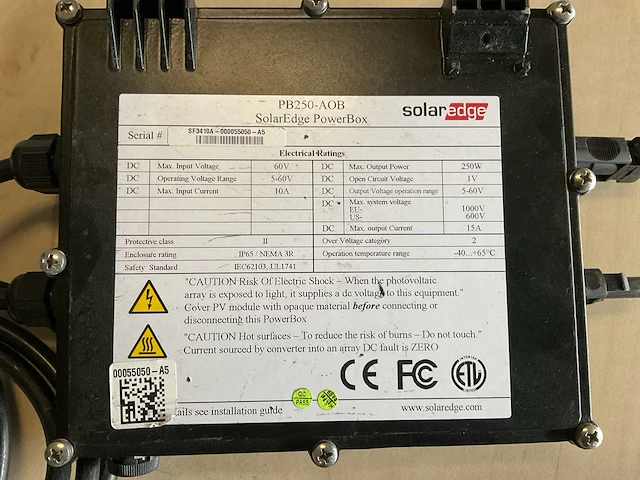 PB250-AOB
SolarEdge PowerBox
solaredge
Serial # SF3410A-000055050-A5
Electrical Ratings
DC Max. Input Voltage 60V DC Max. Output Power 250W
DC Operating Voltage Range 5-60V DC Open Circuit Voltage 1V
DC Max. Input Current 10A DC Output Voltage operation range 5-60V
DC Max. system voltage
EU- 1000V
US- 600V
DC Max. output Current 15A
Protective class II Over Voltage category 2
Enclosure rating IP65 / NEMA 3R Operation temperature range -40...+65°C
Safety Standard IEC62103, UL1741
"CAUTION Risk Of Electric Shock – When the photovoltaic
array is exposed to light, it supplies a dc voltage to this equipment."
Cover PV module with opaque material before connecting or
disconnecting this PowerBox
"CAUTION Hot surfaces – To reduce the risk of burns – Do not touch."
Current sourced by converter into an array DC fault is ZERO
00055050-A5
CE FC ETL
QC
PASS
see installation guide www.solaredge.com